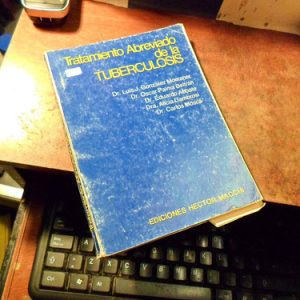 Tratamiento Abreviado
de la
TUBERCULOSIS
Dr. Luis J. González Montaner
Dr. Oscar Palma Beltrán
Dr. Eduardo Abbate
Dra. Alicia
Dr. Carlos Mosca
EDICIONES HECTOR MACCHI